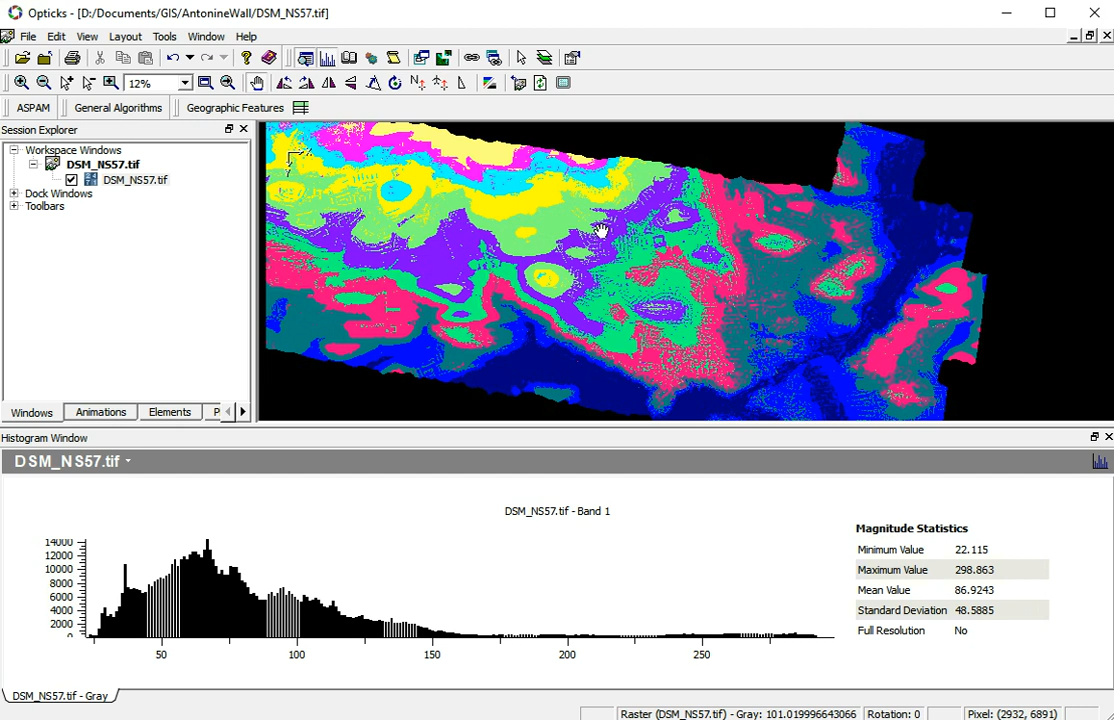 Opticks - [D:/Documents/GIS/AntonineWall/DSM_NS57.tif]
File Edit View Layout Tools Window Help
12%
ASPAM General Algorithms Geographic Features
Session Explorer
Workspace Windows
DSM_NS57.tif
DSM_NS57.tif
Dock Windows
Toolbars
Windows Animations Elements P
Histogram Window
DSM_NS57.tif
DSM_NS57.tif - Band 1
14000
12000
10000
8000
6000
4000
2000
0
50 100 150 200 250
Magnitude Statistics
Minimum Value 22.115
Maximum Value 298.863
Mean Value 86.9243
Standard Deviation 48.5885
Full Resolution No
DSM_NS57.tif - Gray
Raster (DSM_NS57.tif) - Gray: 101.019996643066 Rotation: 0 Pixel: (2932, 6891)